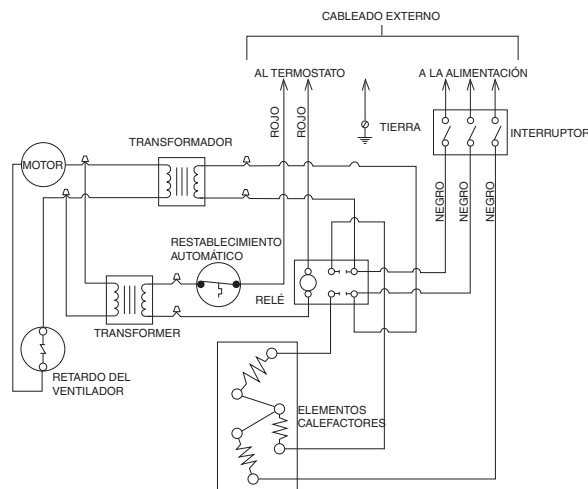 CABLEADO EXTERNO
AL TERMOSTATO
A LA ALIMENTACIÓN
ROJO
ROJO
TIERRA
INTERRUPTOR
TRANSFORMADOR
MOTOR
NEGRO
NEGRO
NEGRO
RESTABLECIMIENTO
AUTOMÁTICO
RELÉ
TRANSFORMER
RETARDO DEL
VENTILADOR
ELEMENTOS
CALEFACTORES